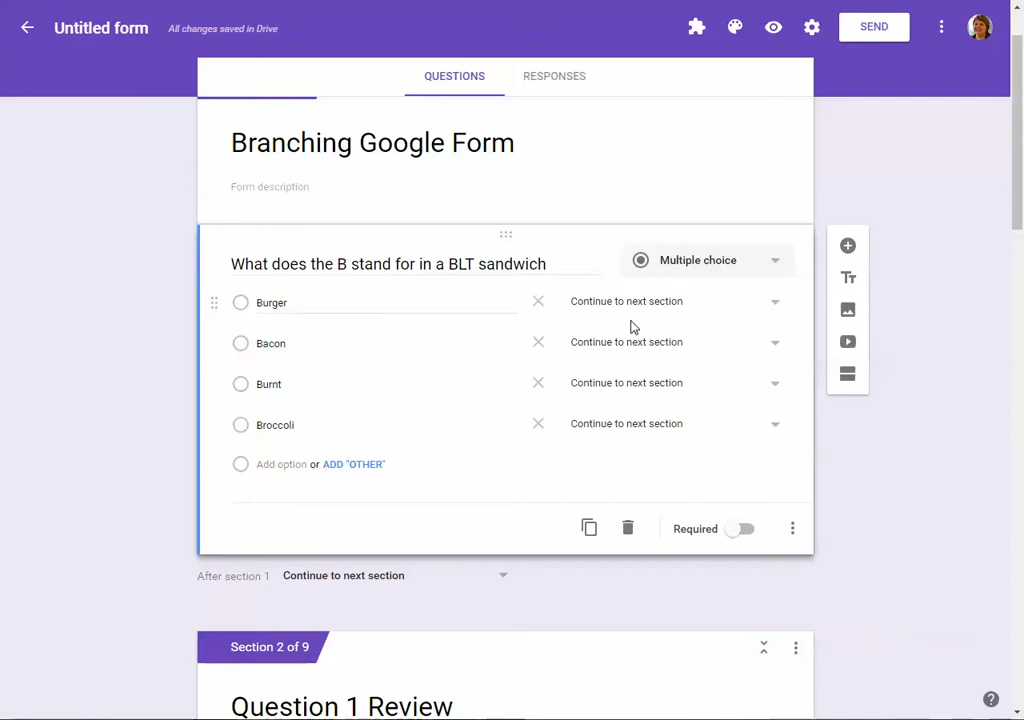 Untitled form All changes saved in Drive SEND
QUESTIONS RESPONSES
Branching Google Form
Form description
What does the B stand for in a BLT sandwich Multiple choice
Burger Continue to next section
Bacon Continue to next section
Burnt Continue to next section
Broccoli Continue to next section
Add option or ADD "OTHER"
Required
After section 1 Continue to next section
Section 2 of 9
Question 1 Review